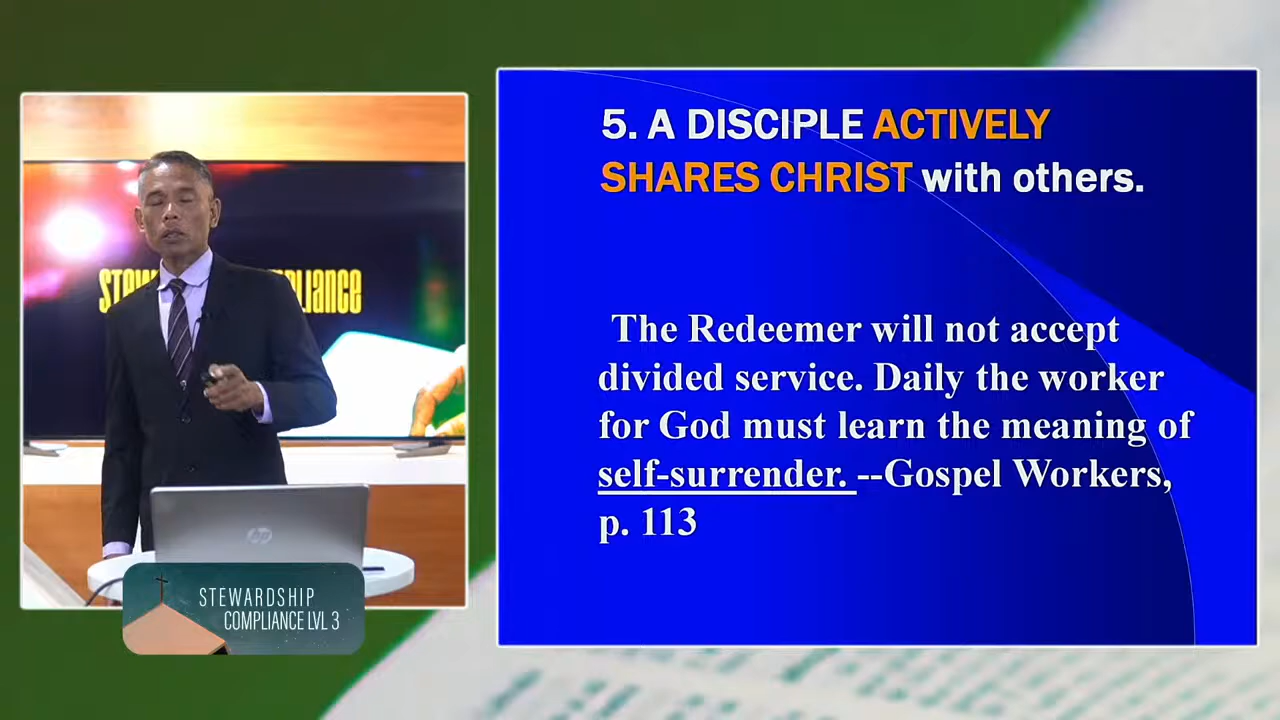 5. A DISCIPLE ACTIVELY
SHARES CHRIST with others.
The Redeemer will not accept
divided service. Daily the worker
for God must learn the meaning of
self-surrender. --Gospel Workers,
p. 113
hp
STEWARDSHIP
COMPLIANCE LVL 3